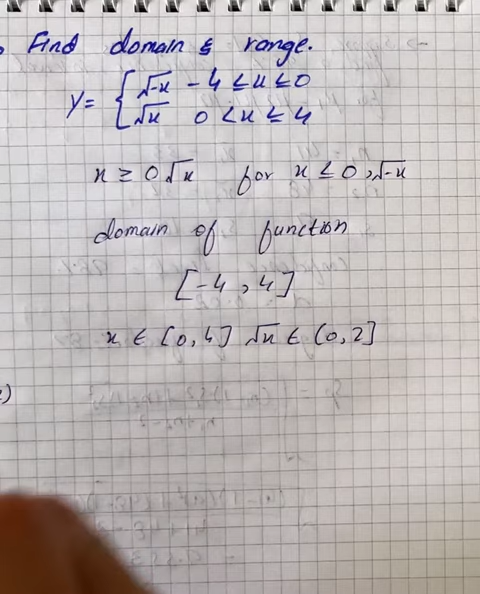 Find domain & range.
y= { √-x -4 ≤ x ≤ 0
√x 0 < x ≤ 4
x ≥ 0 √x for x ≤ 0, √-x
domain of function
[-4, 4]
x ∈ [0, 4] √x ∈ (0, 2]